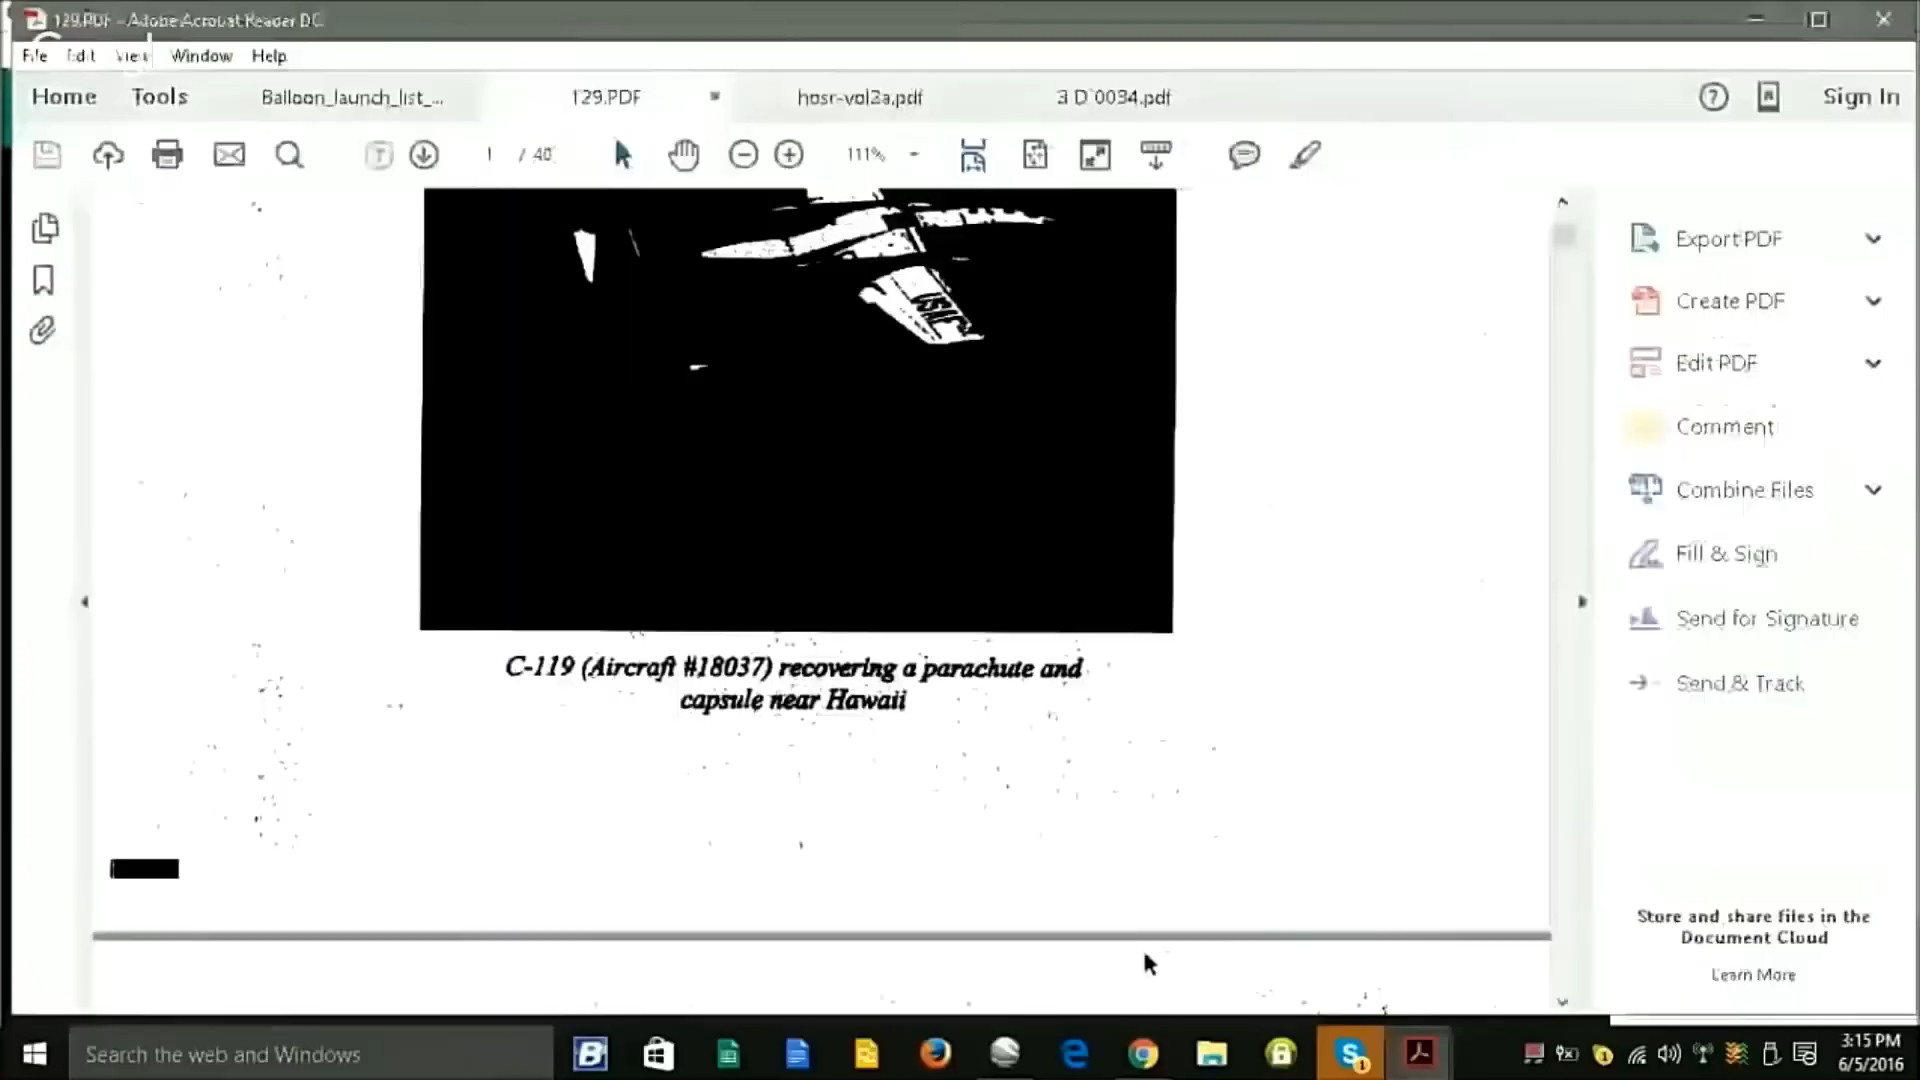 129.PDF - Adobe Acrobat Reader DC
File Edit View Window Help
Home Tools Balloon_launch_list_... 129.PDF hosr-vol2a.pdf 3 D 0034.pdf ? Sign In
1 / 40 111%
USAF
C-119 (Aircraft #18037) recovering a parachute and
capsule near Hawaii
Export PDF
Create PDF
Edit PDF
Comment
Combine Files
Fill & Sign
Send for Signature
Send & Track
Store and share files in the
Document Cloud
Learn More
Search the web and Windows
3:15 PM
6/5/2016